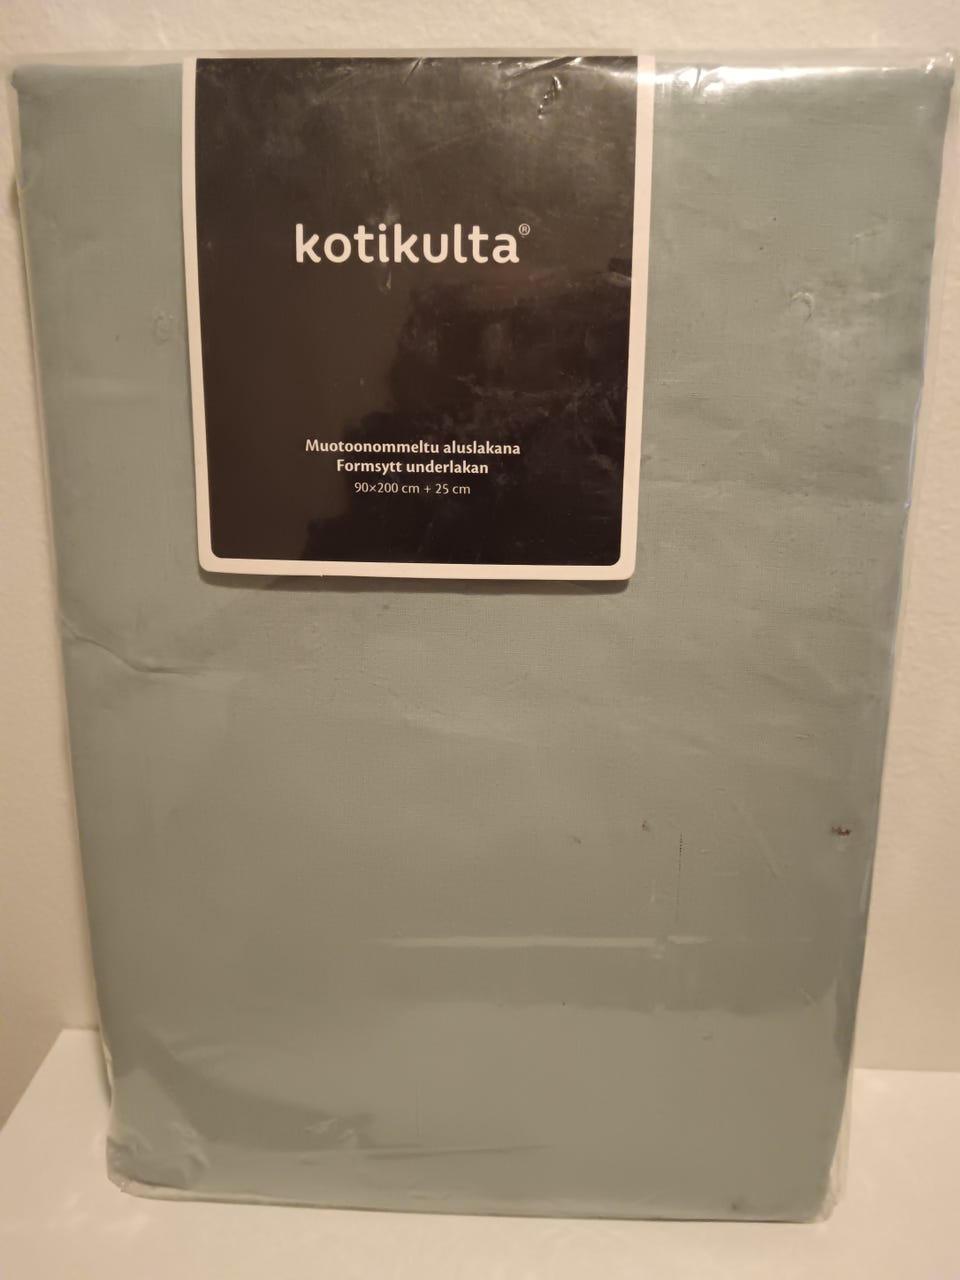 kotikulta®
Muotoonommeltu aluslakana
Formsytt underlakan
90×200 cm + 25 cm